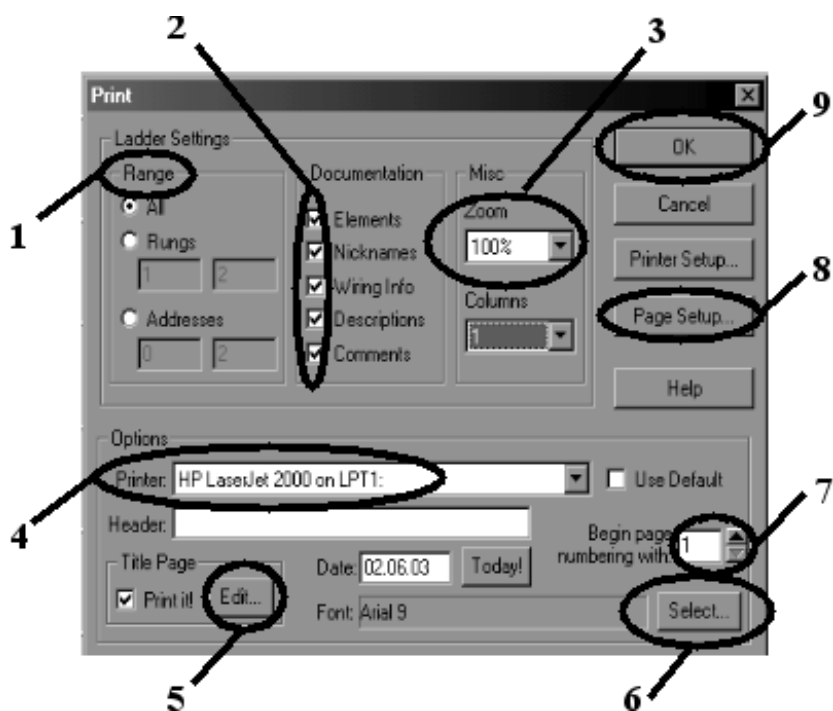 2
3
Print
9
Ladder Settings
OK
Range
Documentation
Misc
1
All
Elements
Zoom
Cancel
Rungs
Nicknames
100%
1 2
Wiring Info
Printer Setup...
8
Addresses
Descriptions
Columns
Page Setup...
0 2
Comments
1
Help
Options
4
Printer: HP LaserJet 2000 on LPT1:
Use Default
7
Header:
Begin page
numbering with: 1
Title Page
Date: 02.06.03 Today!
Print it! Edit...
Font: Arial 9
Select...
5
6